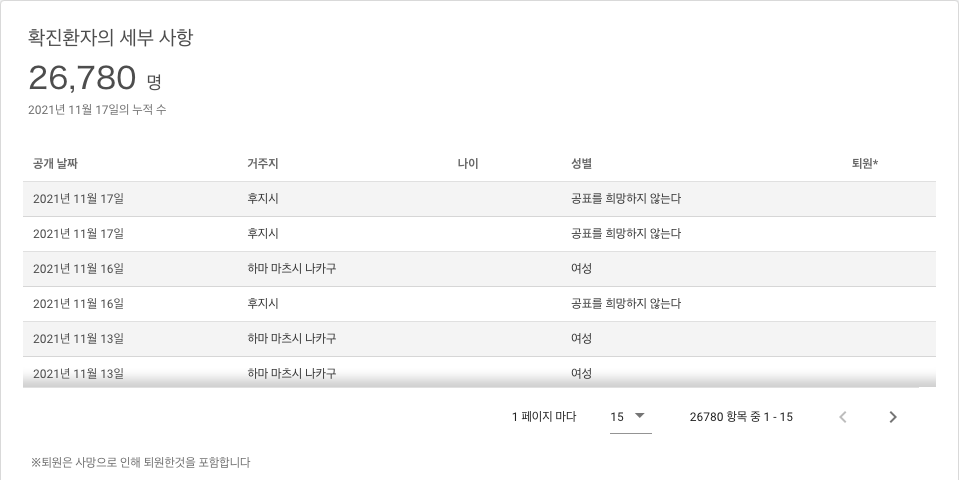 확진환자의 세부 사항
26,780 명
2021년 11월 17일의 누적 수
공개 날짜 거주지 나이 성별 퇴원*
2021년 11월 17일 후지시 공표를 희망하지 않는다
2021년 11월 17일 후지시 공표를 희망하지 않는다
2021년 11월 16일 하마 마츠시 나카구 여성
2021년 11월 16일 후지시 공표를 희망하지 않는다
2021년 11월 13일 하마 마츠시 나카구 여성
2021년 11월 13일 하마 마츠시 나카구 여성
1 페이지 마다 15 26780 항목 중 1 - 15
※퇴원은 사망으로 인해 퇴원한것을 포함합니다